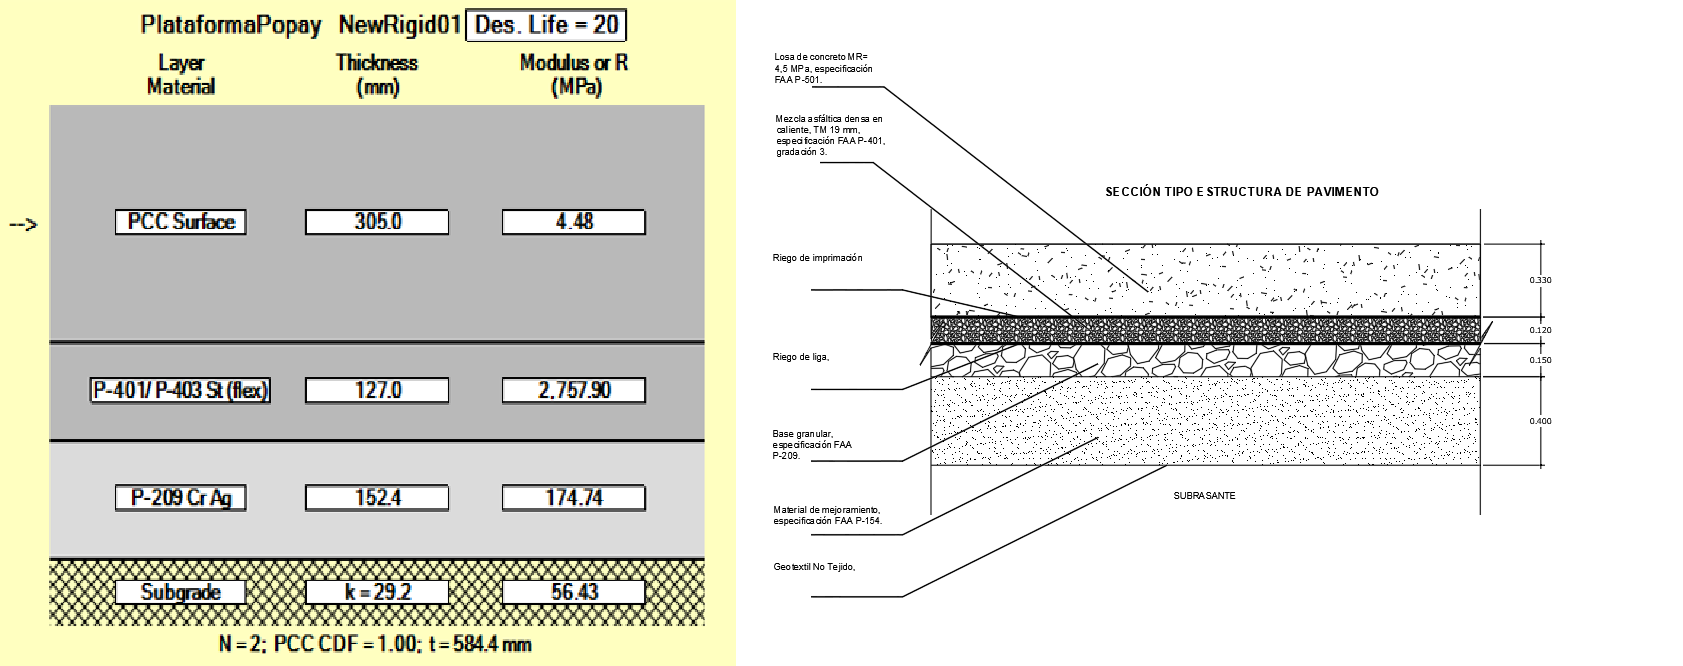 PlataformaPopay NewRigid01 Des. Life = 20
Layer
Material
Thickness
(mm)
Modulus or R
(MPa)
-->
PCC Surface 305.0 4.48
P-401/ P-403 St (flex) 127.0 2,757.90
P-209 Cr Ag 152.4 174.74
Subgrade k = 29.2 56.43
N = 2; PCC CDF = 1.00; t = 584.4 mm
Losa de concreto MR=
4,5 MPa, especificación
FAA P-501.
Mezcla asfáltica densa en
caliente, TM 19 mm,
especificación FAA P-401,
gradación 3.
Riego de imprimación
Riego de liga,
Base granular,
especificación FAA
P-209.
Material de mejoramiento,
especificación FAA P-154.
Geotextil No Tejido,
SECCIÓN TIPO ESTRUCTURA DE PAVIMENTO
0.330
0.120
0.150
0.400
SUBRASANTE